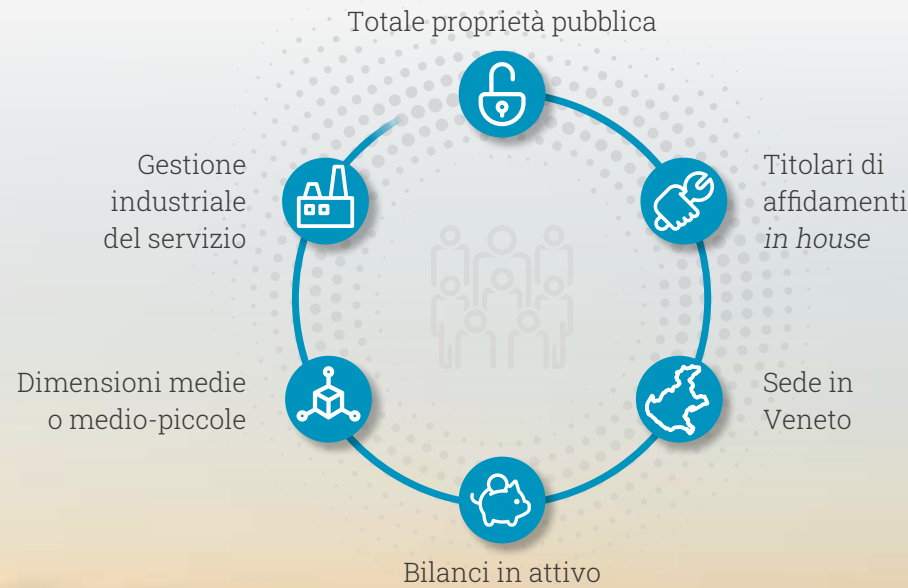 Totale proprietà pubblica
Titolari di
affidamenti
in house
Sede in
Veneto
Bilanci in attivo
Dimensioni medie
o medio-piccole
Gestione
industriale
del servizio